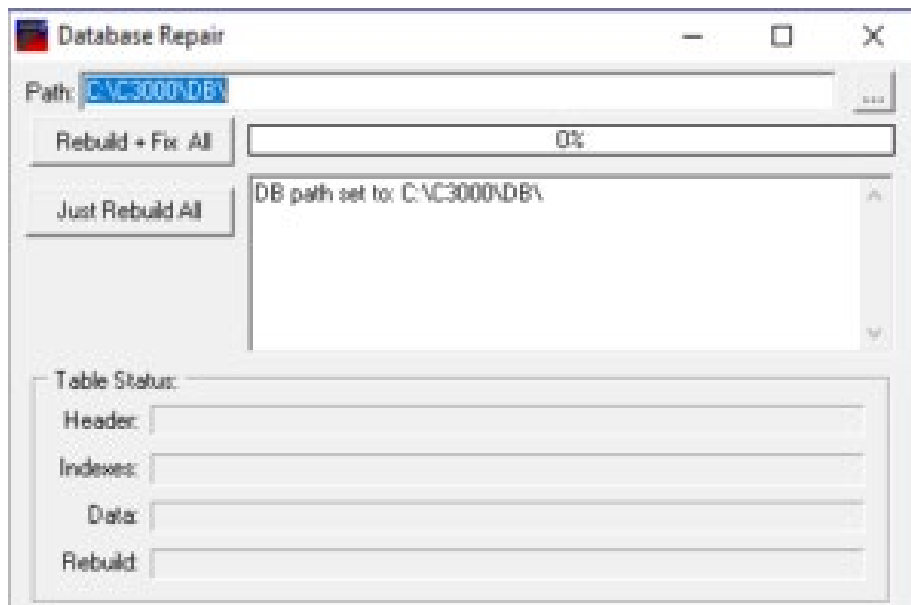 Database Repair
Path: C:\C3000\DB\
...
Rebuild + Fix All
0%
Just Rebuild All
DB path set to: C:\C3000\DB\
Table Status:
Header:
Indexes:
Data:
Rebuild: